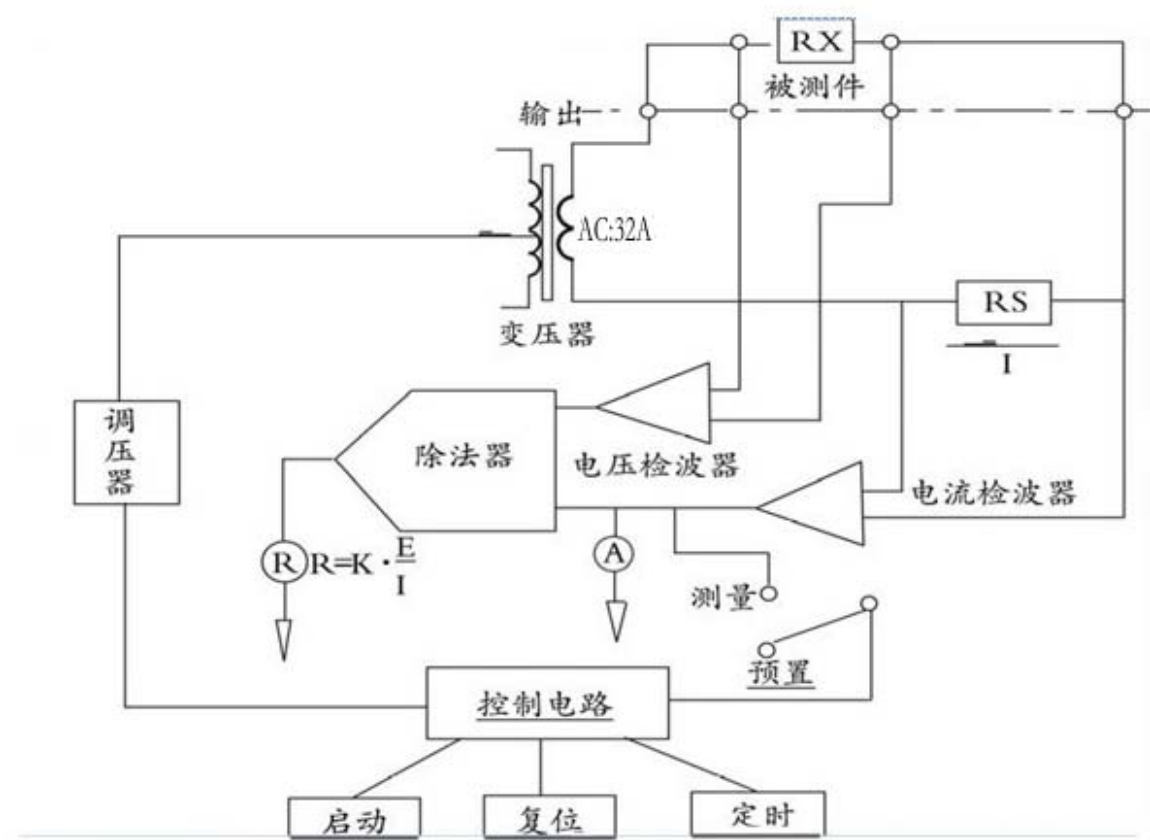 RX
被测件
输出
AC:32A
RS
变压器
I
调压器
除法器
电压检波器
电流检波器
R
R=K·E/I
A
测量
预置
控制电路
启动
复位
定时